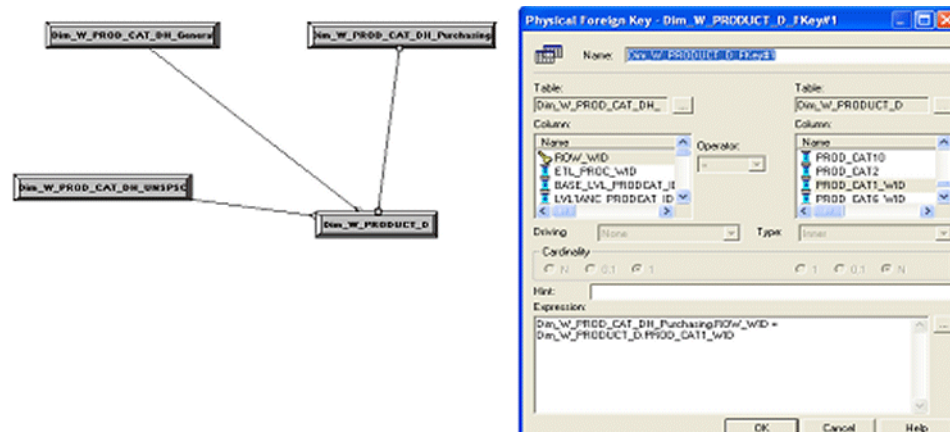 Dim_W_PROD_CAT_DH_General
Dim_W_PROD_CAT_DH_Purchasing
Dim_W_PROD_CAT_DH_UNSPSC
Dim_W_PRODUCT_D
Physical Foreign Key - Dim_W_PRODUCT_D_FKey#1
Name: Dim_W_PRODUCT_D_FKey#1
Table: Table:
Dim_W_PROD_CAT_DH_ ... Dim_W_PRODUCT_D
Column: Operator: Column:
Name Name
ROW_WID PROD_CAT10
ETL_PROC_WID PROD_CAT2
BASE_LVL_PRODCAT_ID PROD_CAT1_WID
LVL1ANC_PRODCAT_ID PROD_CAT6_WID
Driving None Type: Inner
Cardinality
N 0,1 1 1 0,1 N
Hint:
Expression:
Dim_W_PROD_CAT_DH_Purchasing.ROW_WID =
Dim_W_PRODUCT_D.PROD_CAT1_WID
OK Cancel Help